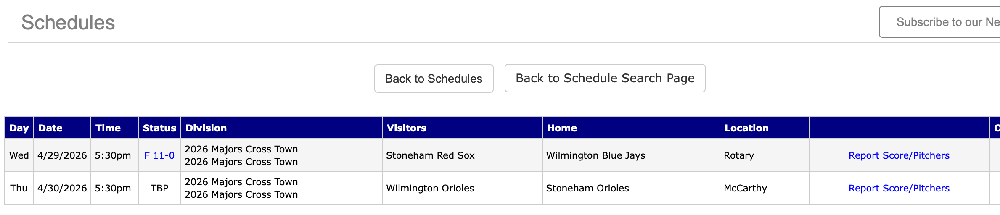 Schedules
Subscribe to our Ne
Back to Schedules
Back to Schedule Search Page
Day Date Time Status Division Visitors Home Location O
Wed 4/29/2026 5:30pm F 11-0 2026 Majors Cross Town Stoneham Red Sox Wilmington Blue Jays Rotary Report Score/Pitchers
2026 Majors Cross Town
Thu 4/30/2026 5:30pm TBP 2026 Majors Cross Town Wilmington Orioles Stoneham Orioles McCarthy Report Score/Pitchers
2026 Majors Cross Town